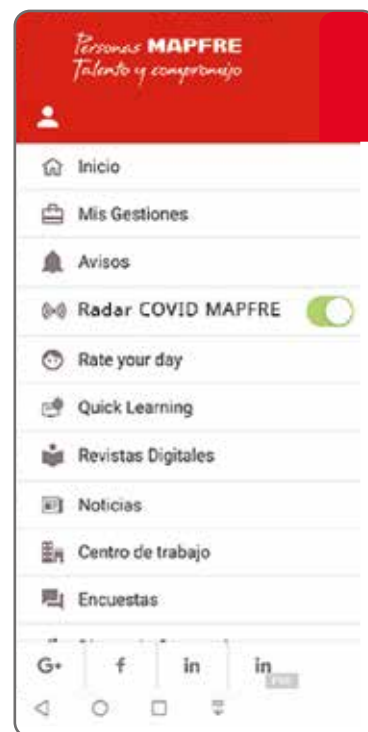 Personas MAPFRE
Talento y compromiso
Inicio
Mis Gestiones
Avisos
Radar COVID MAPFRE
Rate your day
Quick Learning
Revistas Digitales
Noticias
Centro de trabajo
Encuestas
G+ f in in